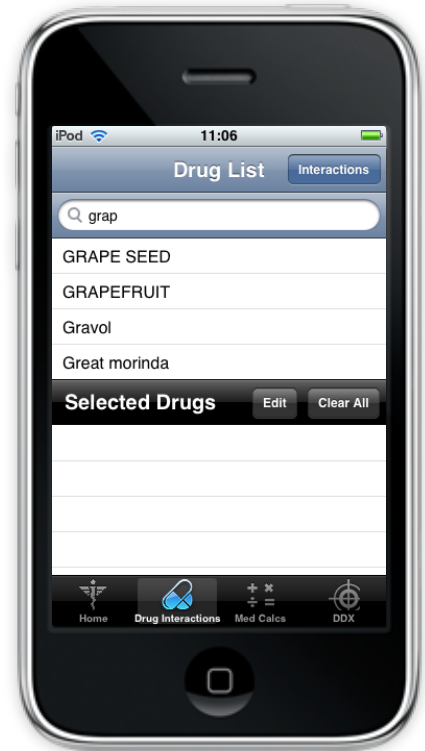 iPod 11:06
Drug List Interactions
grap
GRAPE SEED
GRAPEFRUIT
Gravol
Great morinda
Selected Drugs Edit Clear All
Home Drug Interactions Med Calcs DDX